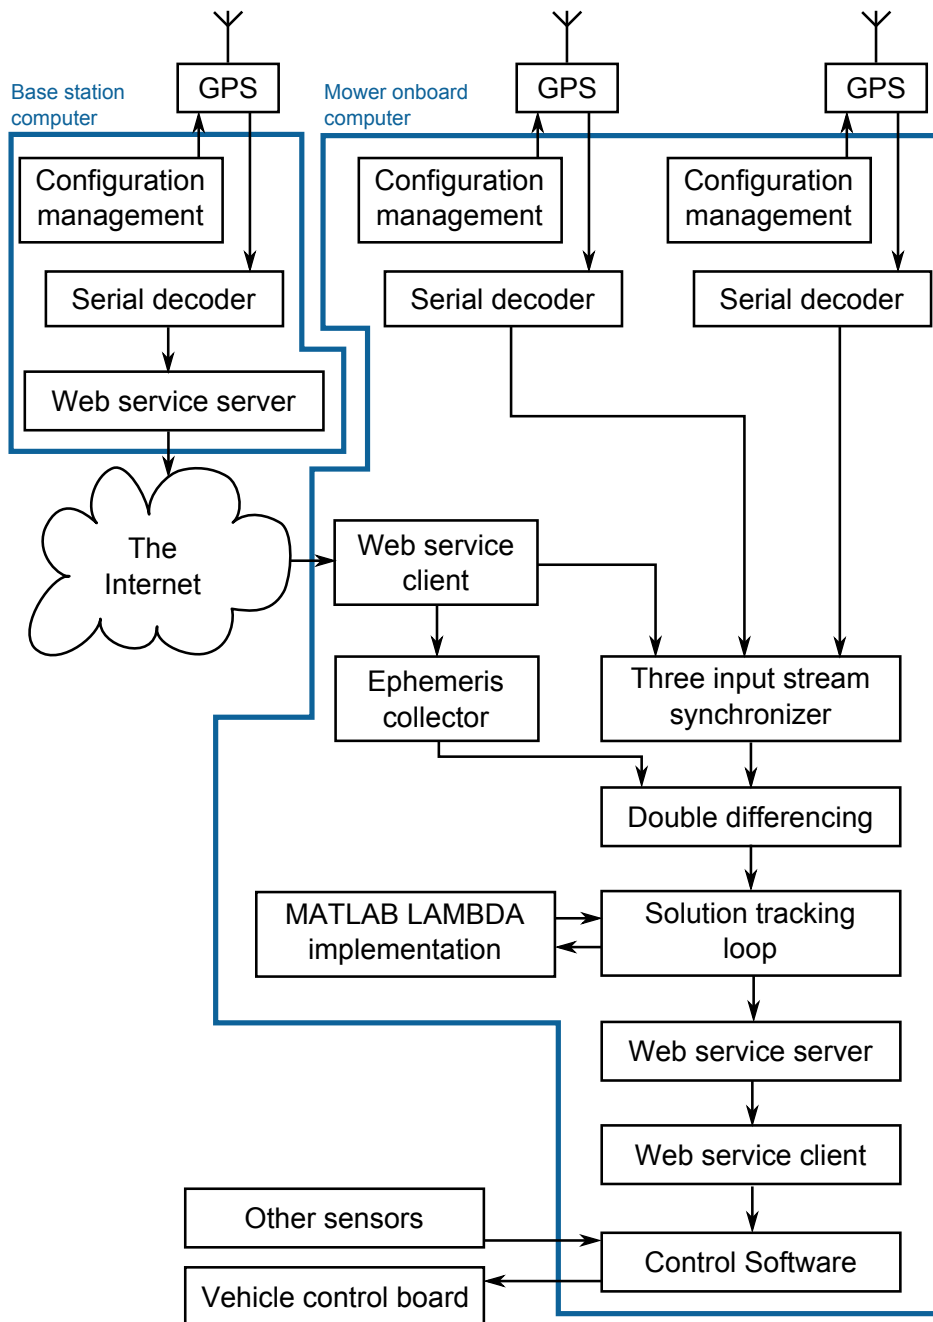 GPS
GPS
GPS
Base station
computer
Mower onboard
computer
Configuration
management
Configuration
management
Configuration
management
Serial decoder
Serial decoder
Serial decoder
Web service server
The
Internet
Web service
client
Ephemeris
collector
Three input stream
synchronizer
Double differencing
MATLAB LAMBDA
implementation
Solution tracking
loop
Web service server
Web service client
Other sensors
Control Software
Vehicle control board